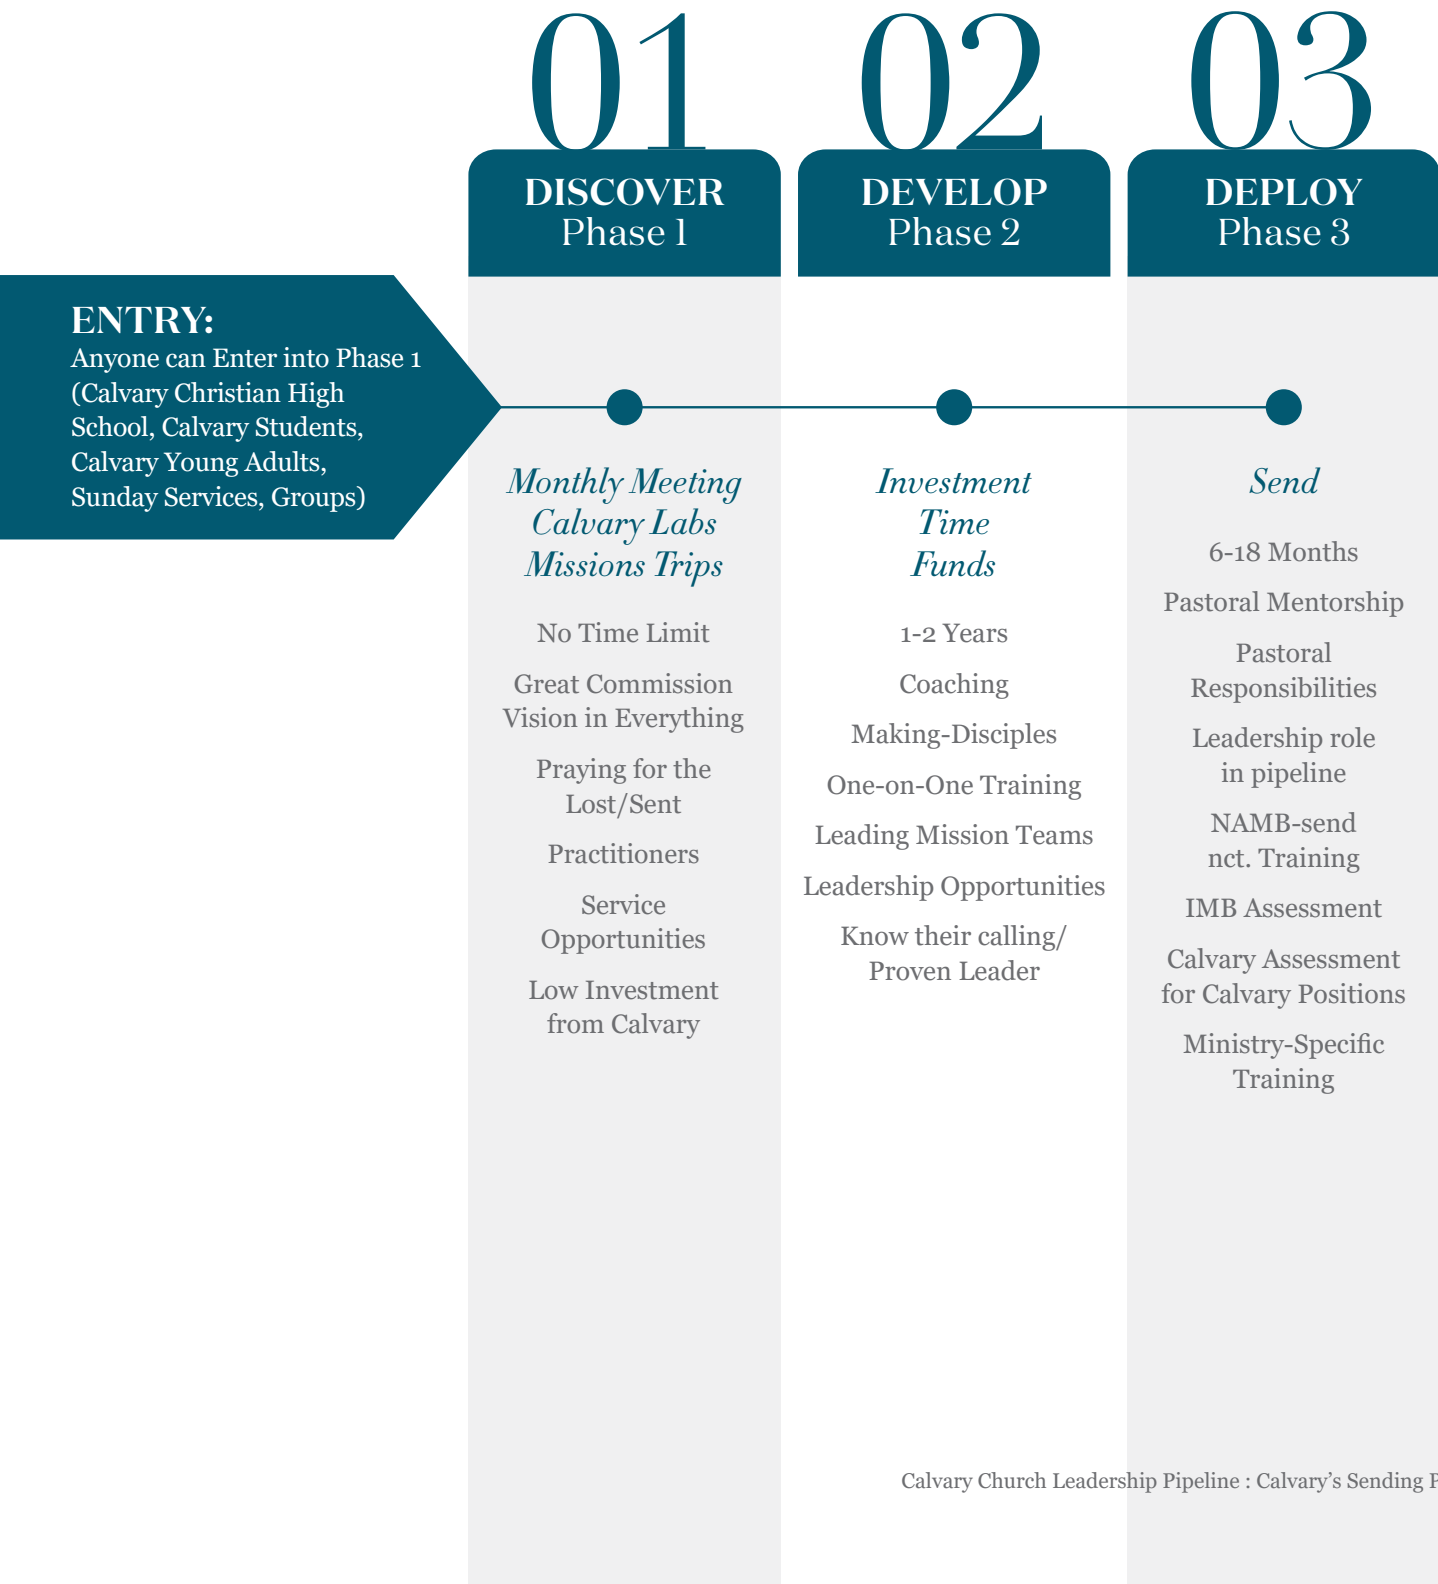 01
DISCOVER
Phase 1
02
DEVELOP
Phase 2
03
DEPLOY
Phase 3
ENTRY:
Anyone can Enter into Phase 1
(Calvary Christian High
School, Calvary Students,
Calvary Young Adults,
Sunday Services, Groups)
Monthly Meeting
Calvary Labs
Missions Trips
No Time Limit
Great Commission
Vision in Everything
Praying for the
Lost/Sent
Practitioners
Service
Opportunities
Low Investment
from Calvary
Investment
Time
Funds
1-2 Years
Coaching
Making-Disciples
One-on-One Training
Leading Mission Teams
Leadership Opportunities
Know their calling/
Proven Leader
Send
6-18 Months
Pastoral Mentorship
Pastoral
Responsibilities
Leadership role
in pipeline
NAMB-send
nct. Training
IMB Assessment
Calvary Assessment
for Calvary Positions
Ministry-Specific
Training
Calvary Church Leadership Pipeline : Calvary’s Sending